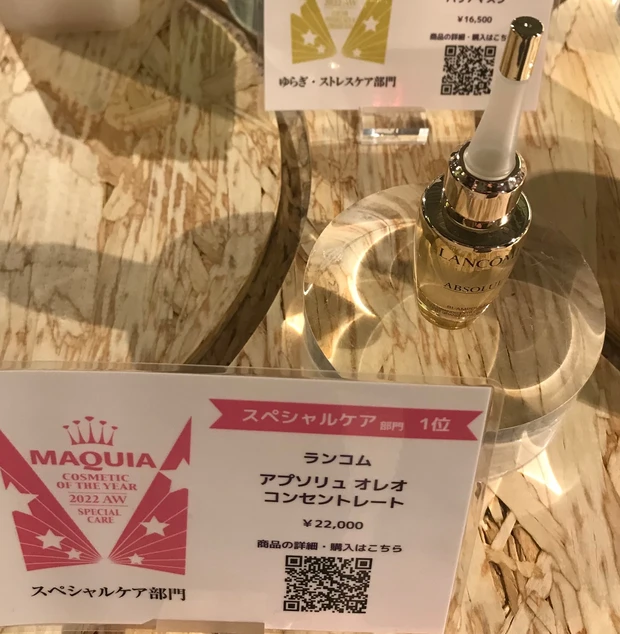 2022 AW
ゆらぎ・ストレスケア部門
¥16,500
商品の詳細・購入はこち
LANCOM
ABSOLUE
スペシャルケア部門 1位
MAQUIA
COSMETIC
OF THE YEAR
2022 AW
SPECIAL
CARE
スペシャルケア部門
ランコム
アプソリュ オレオ
コンセントレート
¥22,000
商品の詳細・購入はこちら